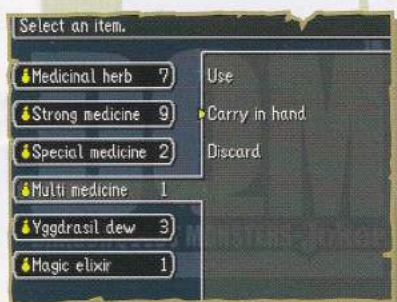 Select an item.
Medicinal herb 7
Strong medicine 9
Special medicine 2
Multi medicine 1
Yggdrasil dew 3
Magic elixir 1
Use
Carry in hand
Discard